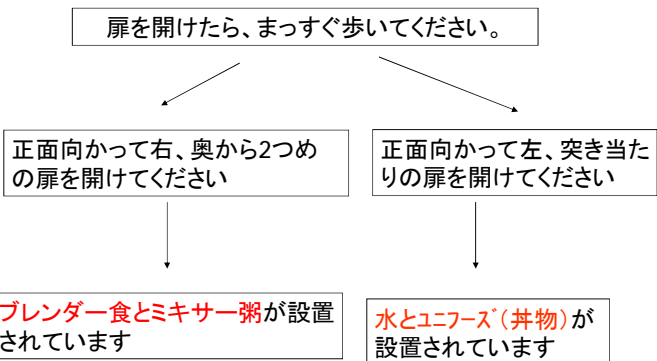 扉を開けたら、まっすぐ歩いてください。
正面向かって右、奥から2つめ
の扉を開けてください
正面向かって左、突き当た
りの扉を開けてください
ブレンダー食とミキサー粥が設置
されています
水とﾕﾆﾌｰｽﾞ（丼物）が
設置されています